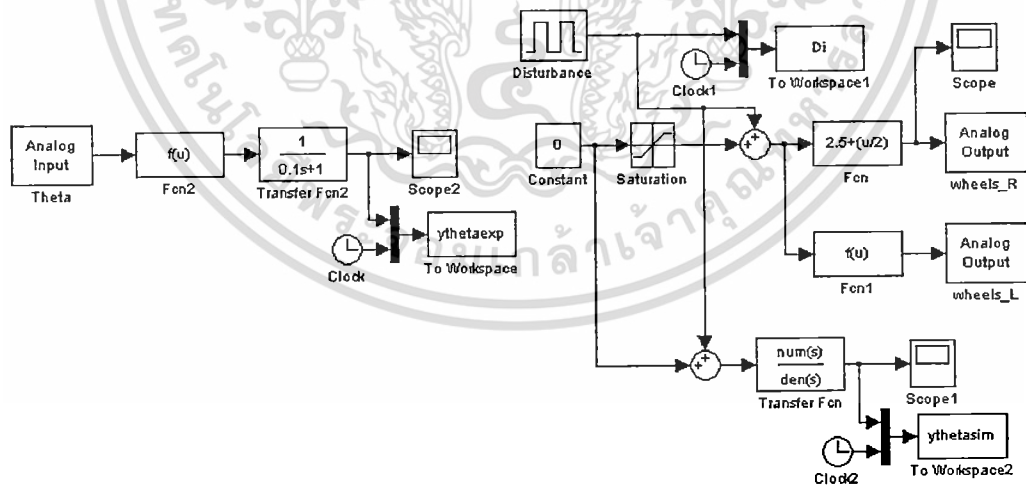 Disturbance
Clock1
Di
To Workspace1
Scope
Analog
Input
Theta
f(u)
Fcn2
1
0.1s+1
Transfer Fcn2
Scope2
ythetaexp
To Workspace
Clock
0
Constant
Saturation
++
2.5+(u/2)
Fcn
Analog
Output
wheels_R
f(u)
Fcn1
Analog
Output
wheels_L
++
num(s)
den(s)
Transfer Fcn
Scope1
ythetasim
To Workspace2
Clock2